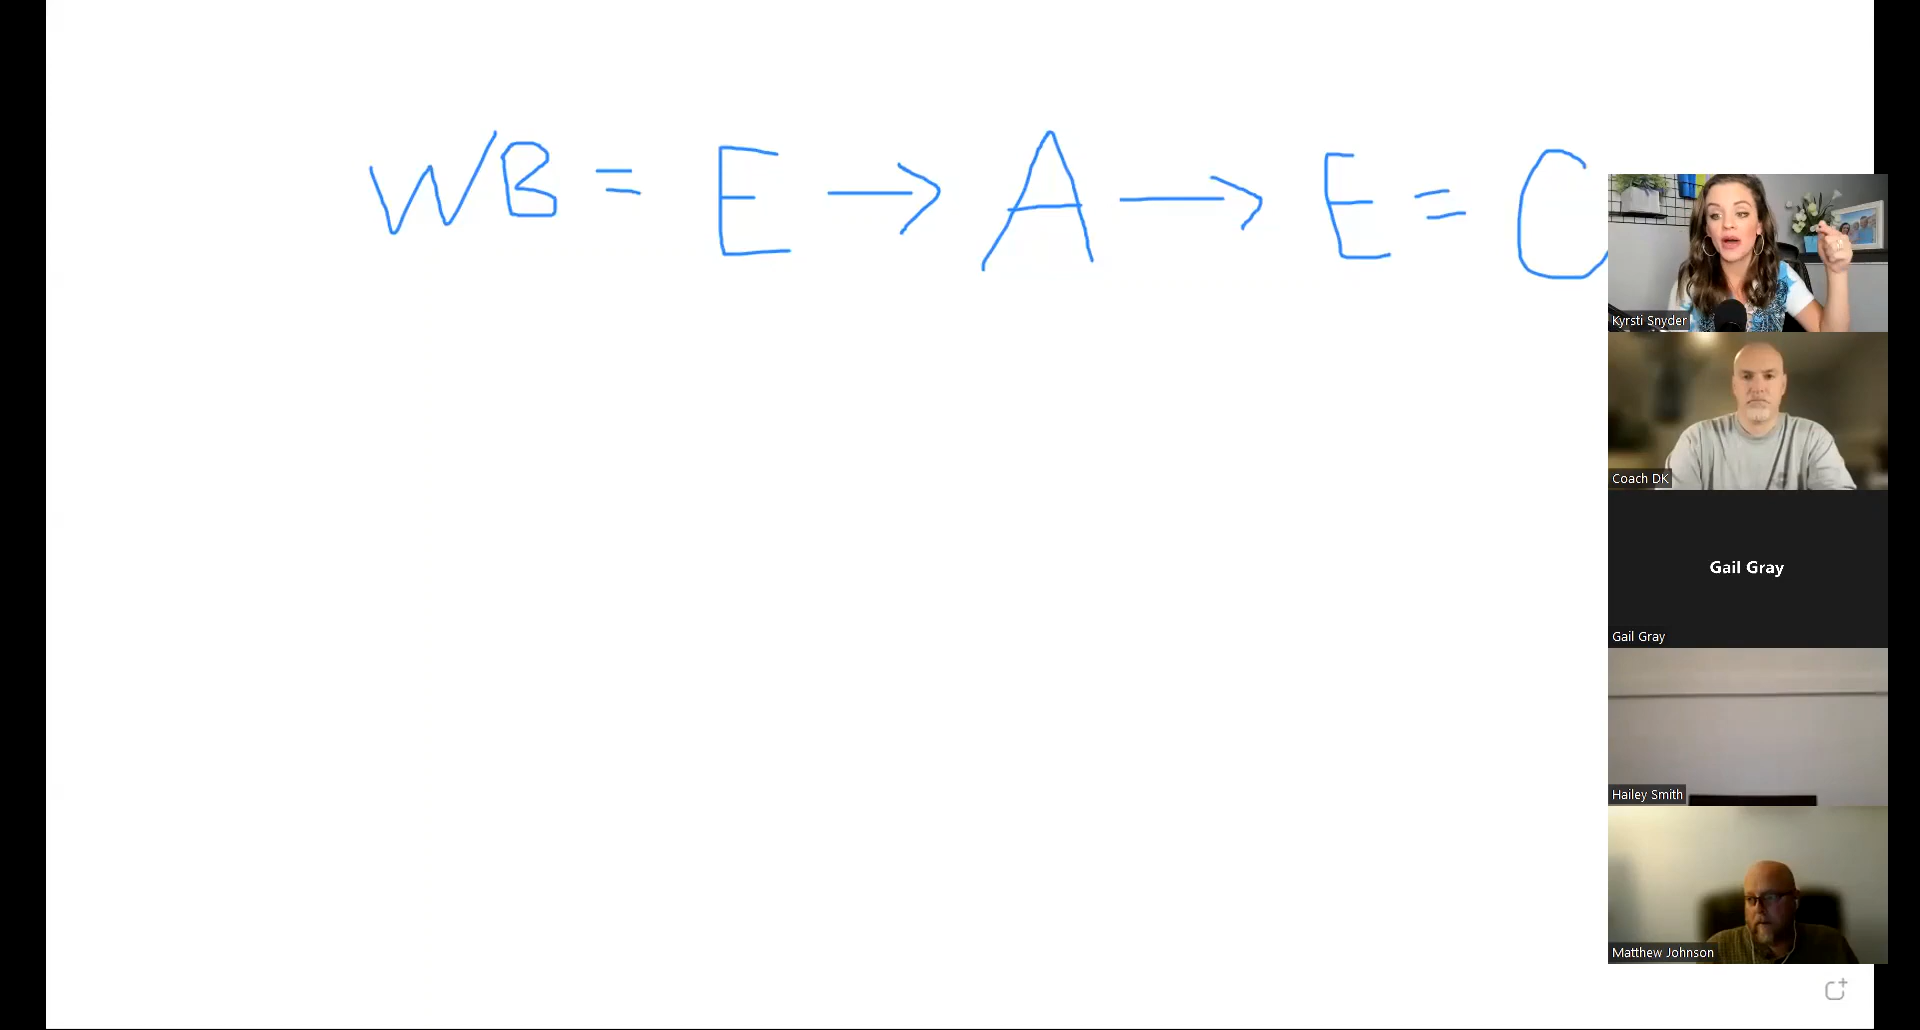 WB = E → A → E = C
Kyrsti Snyder
Coach DK
Gail Gray
Gail Gray
Hailey Smith
Matthew Johnson